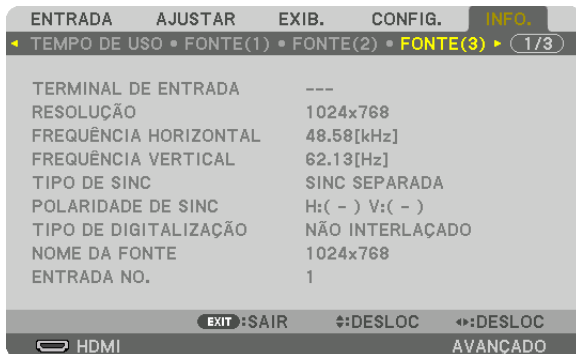 ENTRADA AJUSTAR EXIB. CONFIG. INFO.
◂ TEMPO DE USO • FONTE(1) • FONTE(2) • FONTE(3) ▸ 1/3
TERMINAL DE ENTRADA ---
RESOLUÇÃO 1024x768
FREQUÊNCIA HORIZONTAL 48.58[kHz]
FREQUÊNCIA VERTICAL 62.13[Hz]
TIPO DE SINC SINC SEPARADA
POLARIDADE DE SINC H:( - ) V:( - )
TIPO DE DIGITALIZAÇÃO NÃO INTERLAÇADO
NOME DA FONTE 1024x768
ENTRADA NO. 1
EXIT:SAIR ♦:DESLOC ◂▸:DESLOC
HDMI AVANÇADO